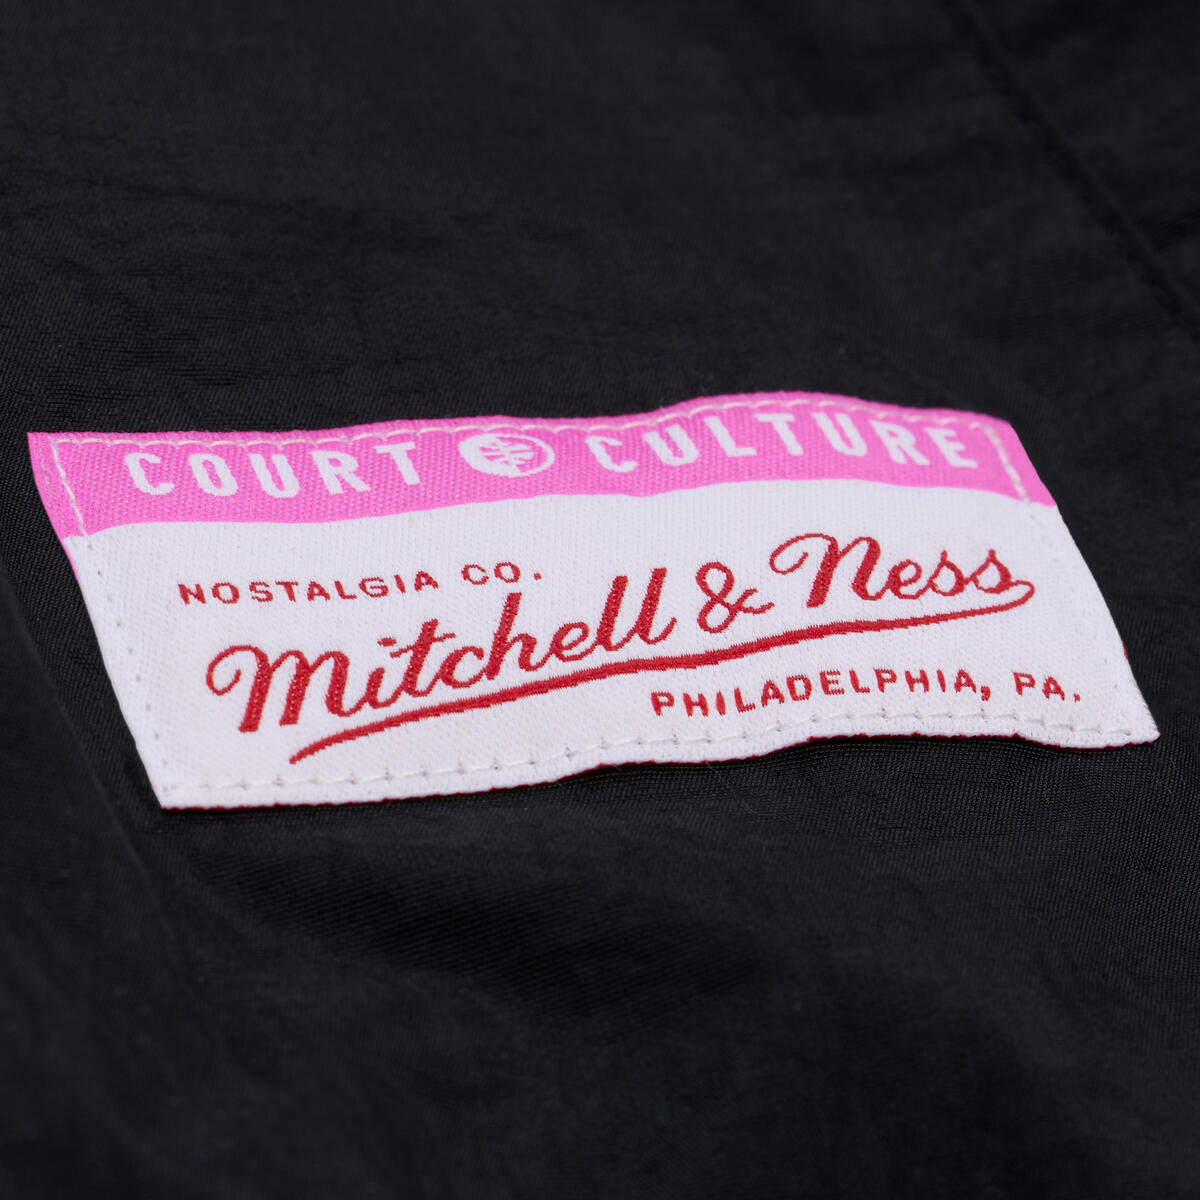 COURT CULTURE
NOSTALGIA CO.
Mitchell & Ness
PHILADELPHIA, PA.